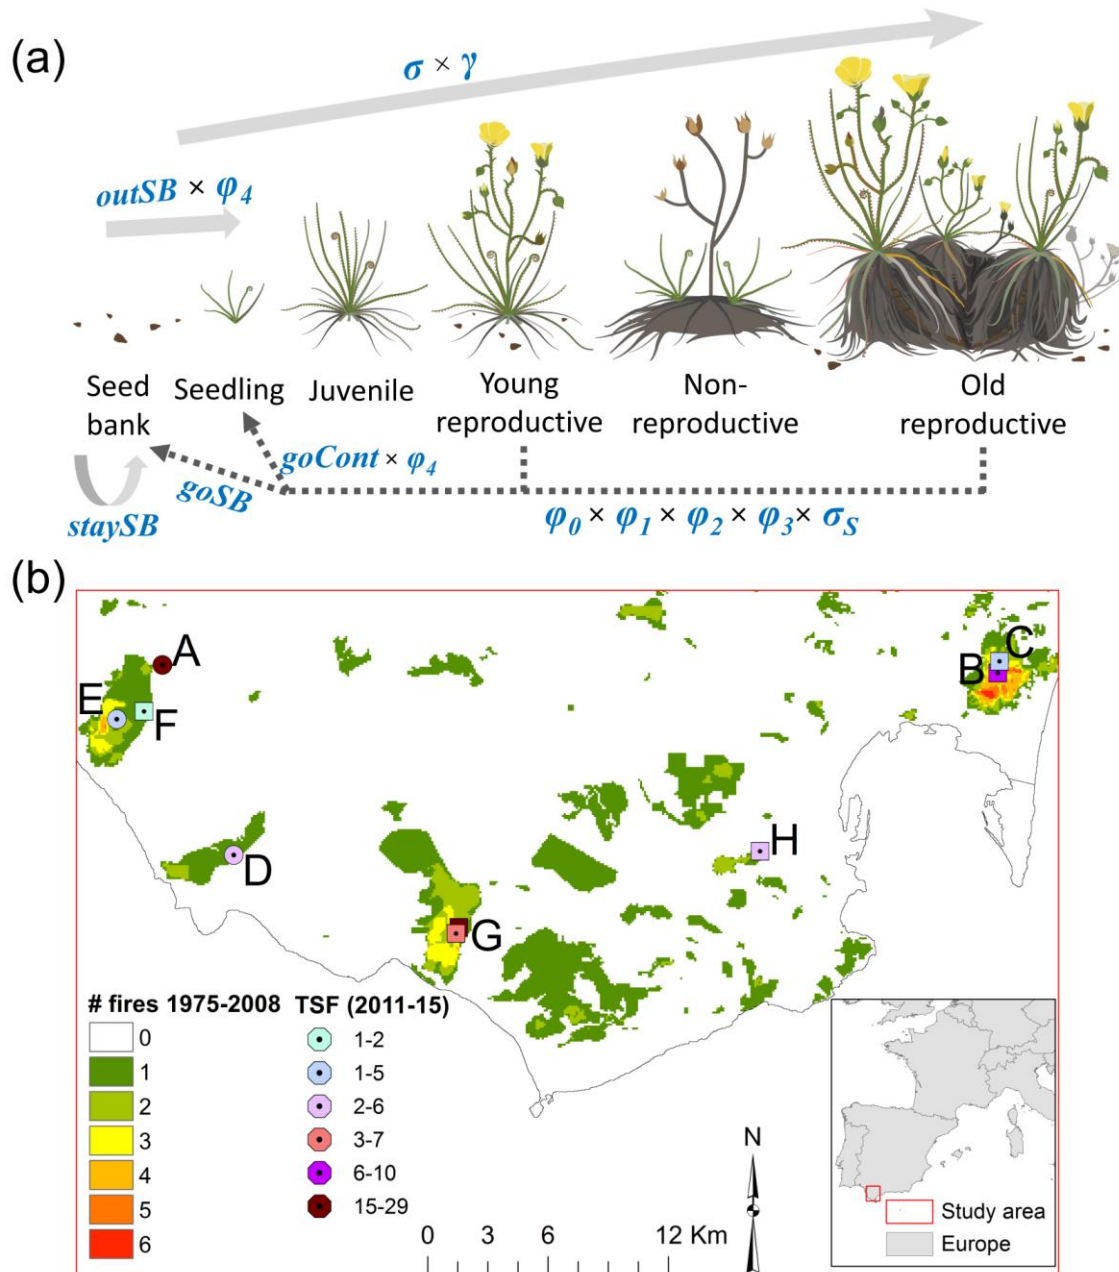 (a)
σ × γ
outSB × φ4
Seed
bank
Seedling
Juvenile
Young
reproductive
Non-
reproductive
Old
reproductive
goCont × φ4
goSB
staySB
φ0 × φ1 × φ2 × φ3 × σS
(b)
A
E
F
D
G
H
B
C
# fires 1975-2008
0
1
2
3
4
5
6
TSF (2011-15)
1-2
1-5
2-6
3-7
6-10
15-29
N
0 3 6 12 Km
Study area
Europe